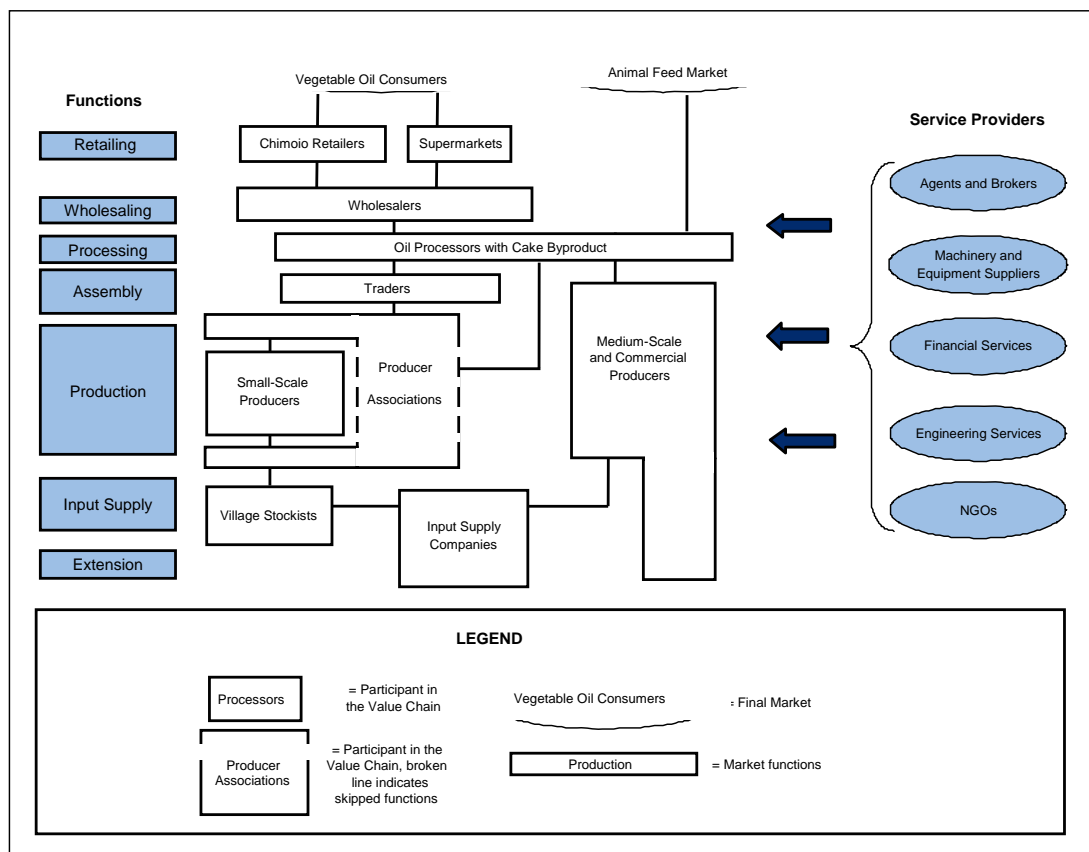 Functions
Retailing
Wholesaling
Processing
Assembly
Production
Input Supply
Extension
Vegetable Oil Consumers
Animal Feed Market
Chimoio Retailers
Supermarkets
Wholesalers
Oil Processors with Cake Byproduct
Traders
Small-Scale
Producers
Producer
Associations
Medium-Scale
and Commercial
Producers
Village Stockists
Input Supply
Companies
Service Providers
Agents and Brokers
Machinery and
Equipment Suppliers
Financial Services
Engineering Services
NGOs
LEGEND
Processors
= Participant in
the Value Chain
Vegetable Oil Consumers
= Final Market
Producer
Associations
= Participant in the
Value Chain, broken
line indicates
skipped functions
Production
= Market functions